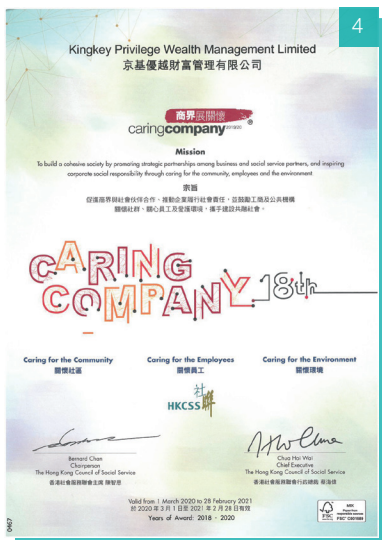 4
Kingkey Privilege Wealth Management Limited
京基優越財富管理有限公司
商界展關懷
caringcompany 2019/20 ®
Mission
To build a cohesive society by promoting strategic partnerships among business and social service partners, and inspiring
corporate social responsibility through caring for the community, employees and the environment
宗旨
促進商界與社會伙伴合作，推動企業履行社會責任，並鼓勵工商及公共機構
關懷社群、關心員工及愛護環境，攜手建設共融社會。
CARING
COMPANY 18th
Caring for the Community
關懷社區
Caring for the Employees
關懷員工
Caring for the Environment
關懷環境
HKCSS 社聯
Bernard Chan
Chairperson
The Hong Kong Council of Social Service
香港社會服務聯會主席 陳智思
Chua Hoi Wai
Chief Executive
The Hong Kong Council of Social Service
香港社會服務聯會行政總裁 蔡海偉
Valid from 1 March 2020 to 28 February 2021
於 2020 年 3 月 1 日至 2021 年 2 月 28 日有效
Years of Award: 2018 - 2020
0467
FSC
MIX